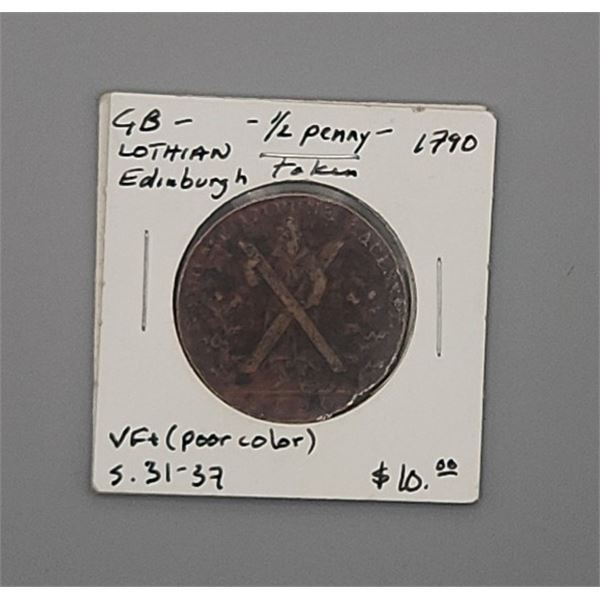 GB - - 1/2 penny - 1790
LOTHIAN token
Edinburgh
VF+ (poor color)
S. 31-37
$10.00